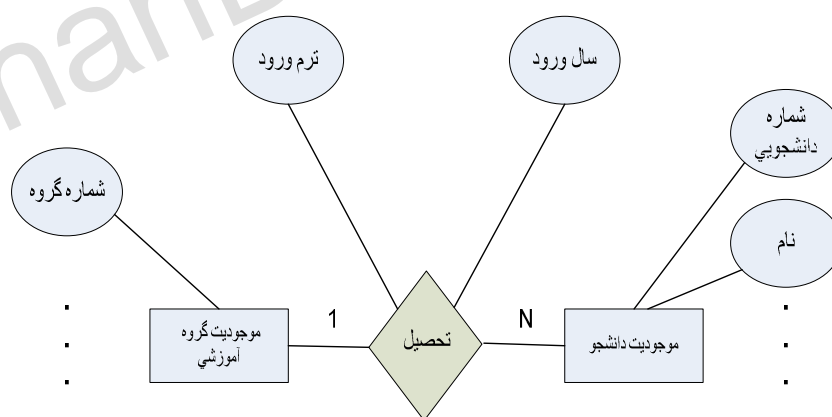 ترم ورود
سال ورود
شماره
دانشجويي
شماره گروه
نام
1
N
موجوديت گروه
آموزشي
تحصيل
موجوديت دانشجو